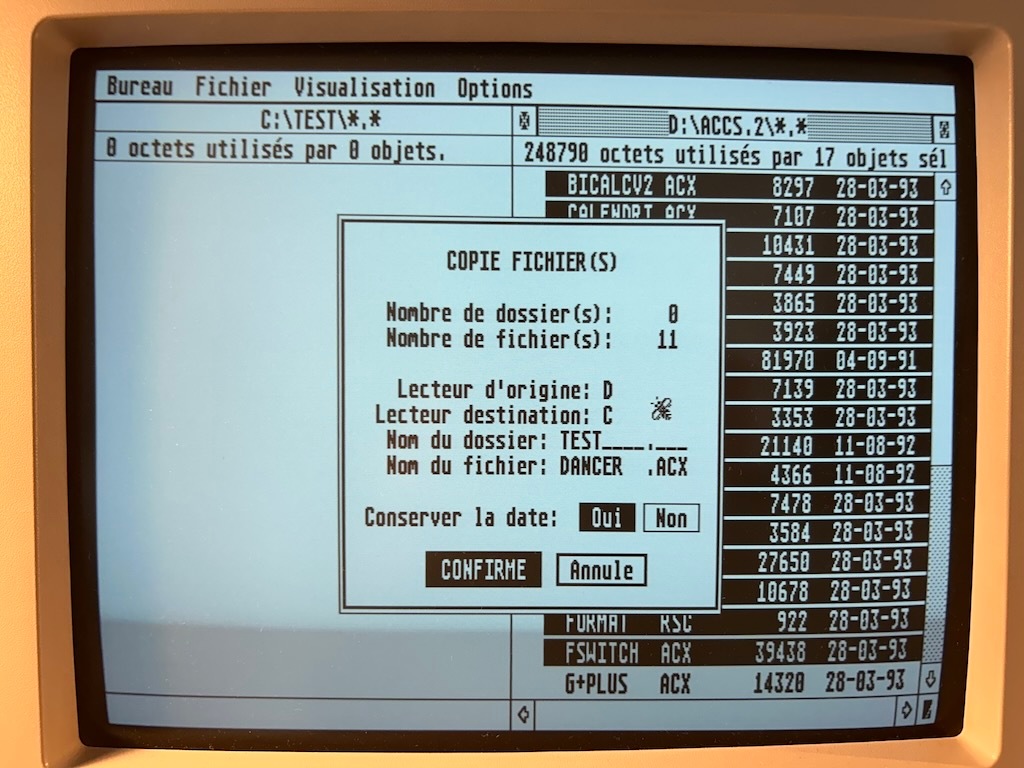 Bureau Fichier Visualisation Options
C:\TEST\*.*
0 octets utilisés par 0 objets.
D:\ACCS.2\*.*
248790 octets utilisés par 17 objets sél
BICALCV2 ACX 8297 28-03-93
CALENDRT ACX 7107 28-03-93
10431 28-03-93
7449 28-03-93
3865 28-03-93
3923 28-03-93
81970 04-09-91
7139 28-03-93
3353 28-03-93
21140 11-08-92
4366 11-08-92
7478 28-03-93
3584 28-03-93
27650 28-03-93
10678 28-03-93
FORMAT RSC 922 28-03-93
FSWITCH ACX 39438 28-03-93
G+PLUS ACX 14320 28-03-93
COPIE FICHIER(S)
Nombre de dossier(s): 0
Nombre de fichier(s): 11
Lecteur d'origine: D
Lecteur destination: C
Nom du dossier: TEST____.___
Nom du fichier: DANCER .ACX
Conserver la date: Oui Non
CONFIRME Annule